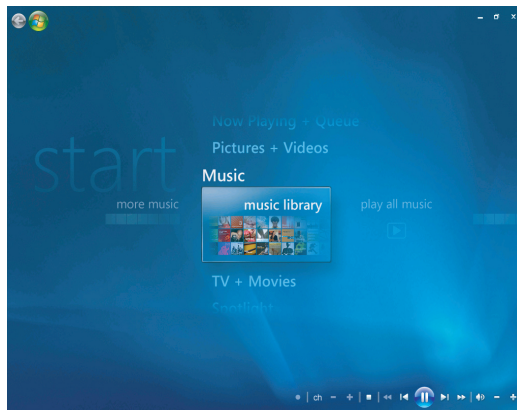 Now Playing + Queue
start
Pictures + Videos
Music
more music
music library
play all music
TV + Movies
Spotlight
ch − +
− +